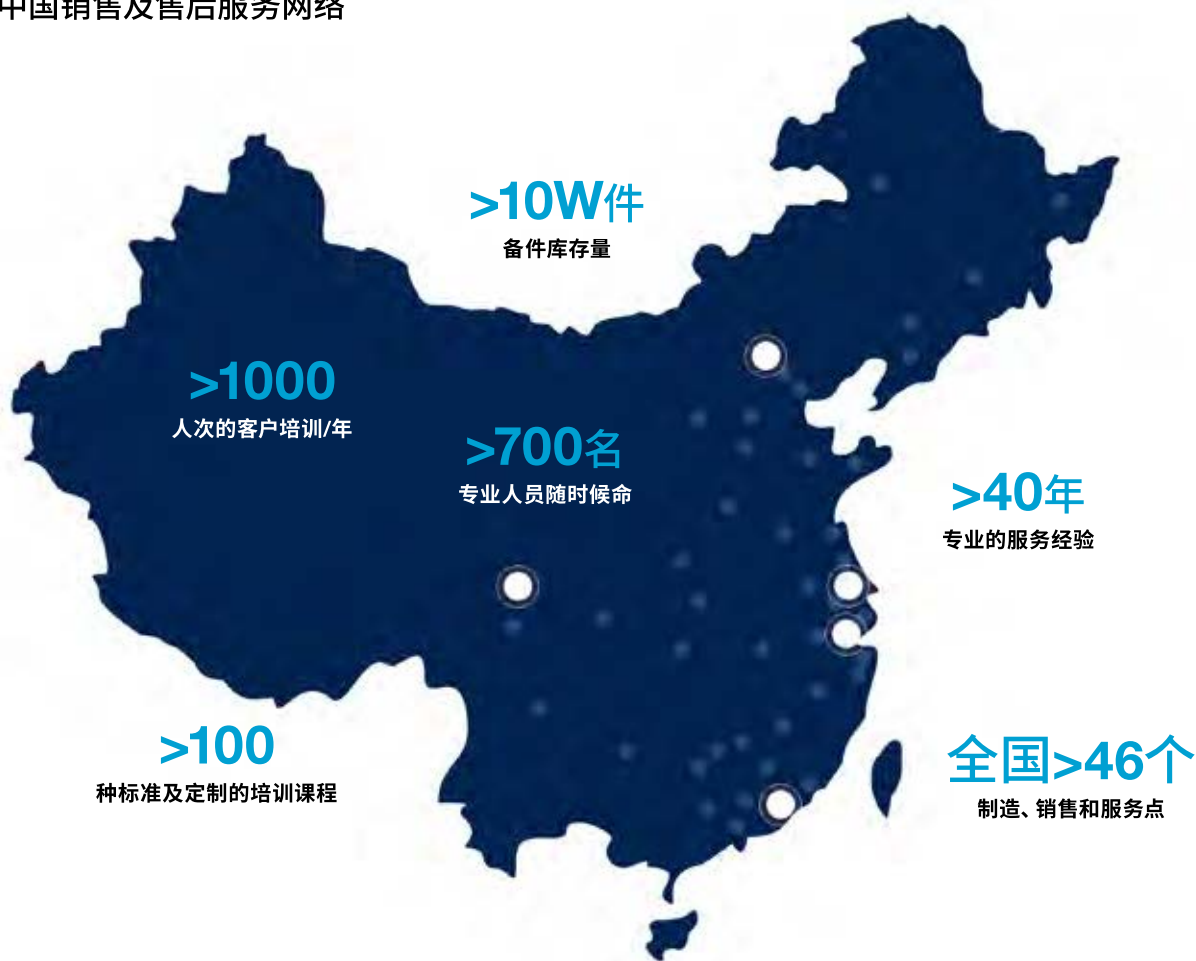 中国销售及售后服务网络
>10W件
备件库存量
>1000
人次的客户培训/年
>700名
专业人员随时候命
>40年
专业的服务经验
>100
种标准及定制的培训课程
全国>46个
制造、销售和服务点